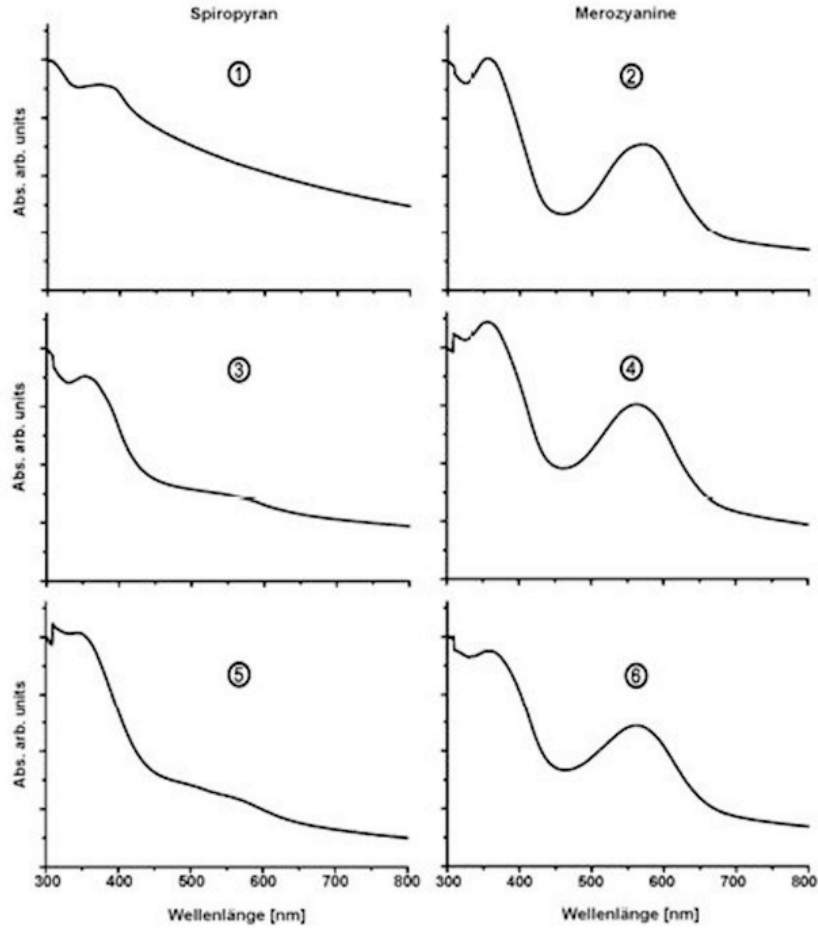 Spiropyran Merozyanine
Abs. arb. units
① ②
Abs. arb. units
③ ④
Abs. arb. units
⑤ ⑥
300 400 500 600 700 800 300 400 500 600 700 800
Wellenlänge [nm] Wellenlänge [nm]